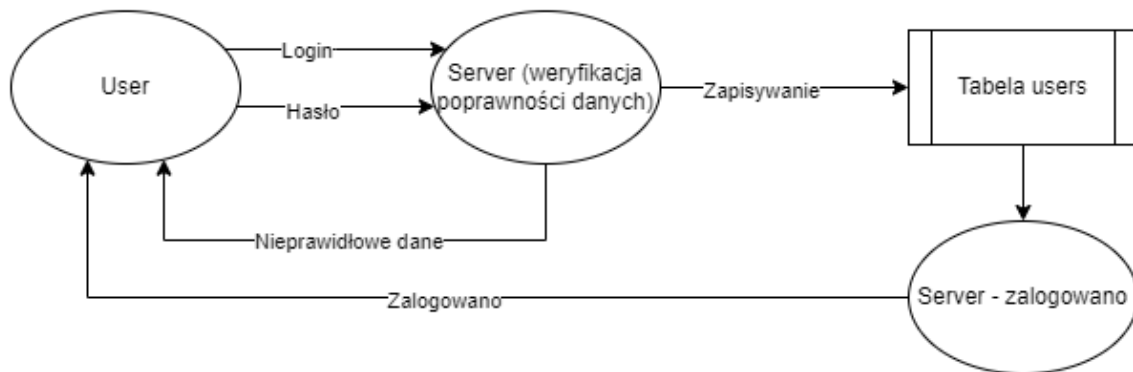 User
Login
Hasło
Server (weryfikacja
poprawności danych)
Zapisywanie
Tabela users
Nieprawidłowe dane
Zalogowano
Server - zalogowano